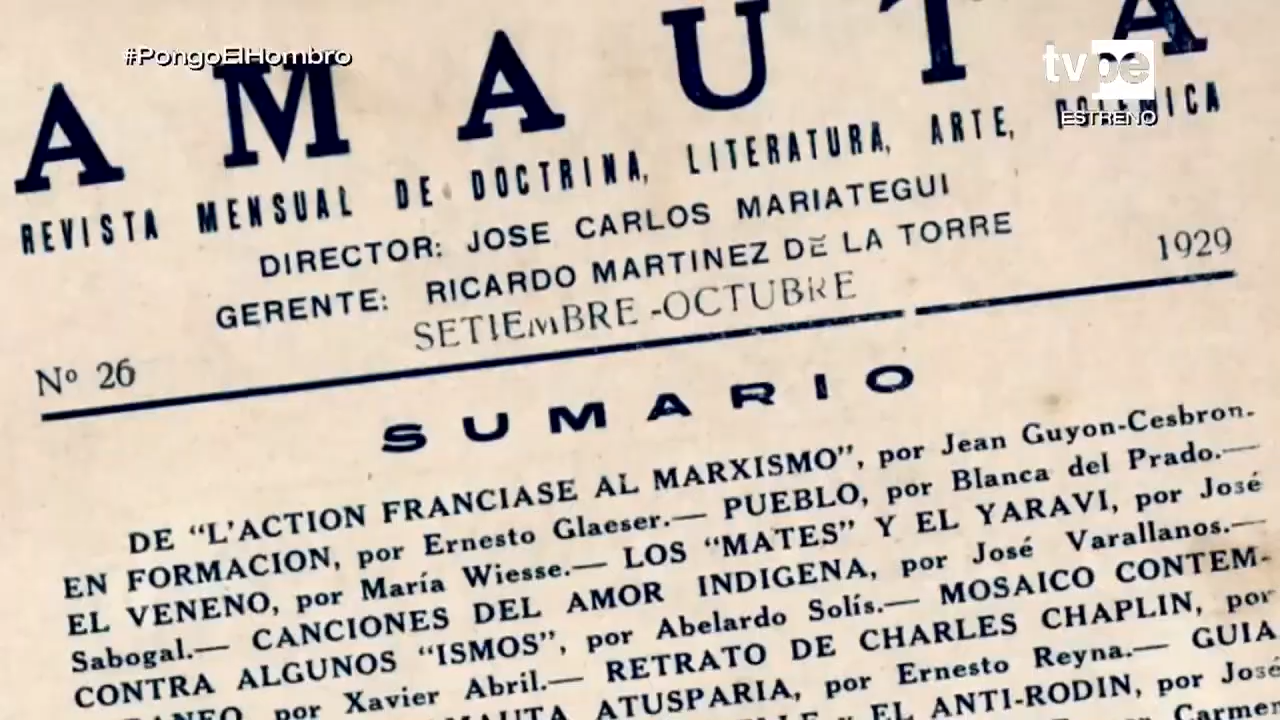 #PongoElHombro
tvpe
ESTRENO
AMAUTA
REVISTA MENSUAL DE DOCTRINA, LITERATURA, ARTE, POLEMICA
DIRECTOR: JOSE CARLOS MARIATEGUI
GERENTE: RICARDO MARTINEZ DE LA TORRE
SETIEMBRE-OCTUBRE
1929
Nº 26
SUMARIO
DE "L'ACTION FRANCIASE AL MARXISMO", por Jean Guyon-Cesbron.
EN FORMACION, por Ernesto Glaeser.— PUEBLO, por Blanca del Prado.—
EL VENENO, por María Wiesse.— LOS "MATES" Y EL YARAVI, por José
Sabogal.— CANCIONES DEL AMOR INDIGENA, por José Varallanos.—
CONTRA ALGUNOS "ISMOS", por Abelardo Solís.— MOSAICO CONTEM-
por Xavier Abril.— RETRATO DE CHARLES CHAPLIN, por
ATUSPARIA, por Ernesto Reyna.— GUIA
EL ANTI-RODIN, por José
Carmen